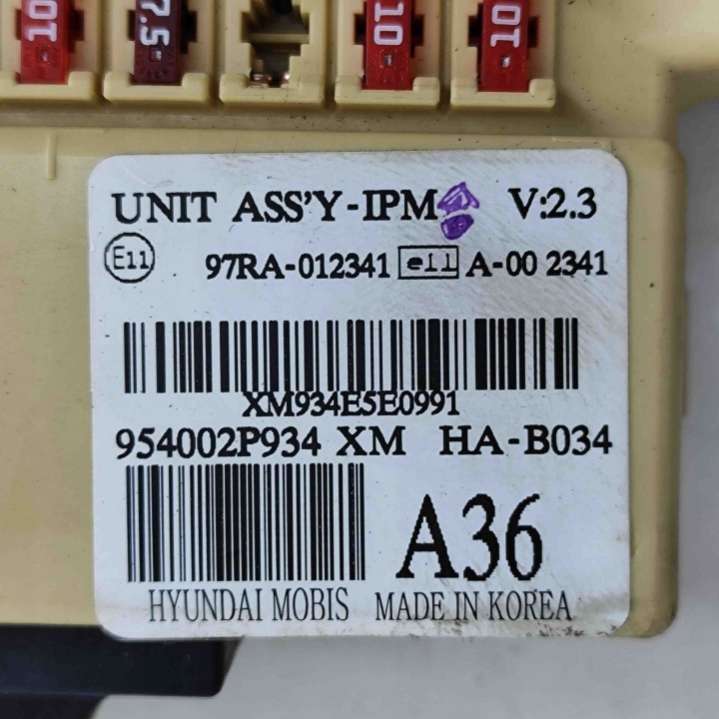 10 7.5 10 10
UNIT ASS'Y-IPM V:2.3
E11 97RA-012341 e11 A-00 2341
XM934E5E0991
954002P934 XM HA-B034
A36
HYUNDAI MOBIS MADE IN KOREA